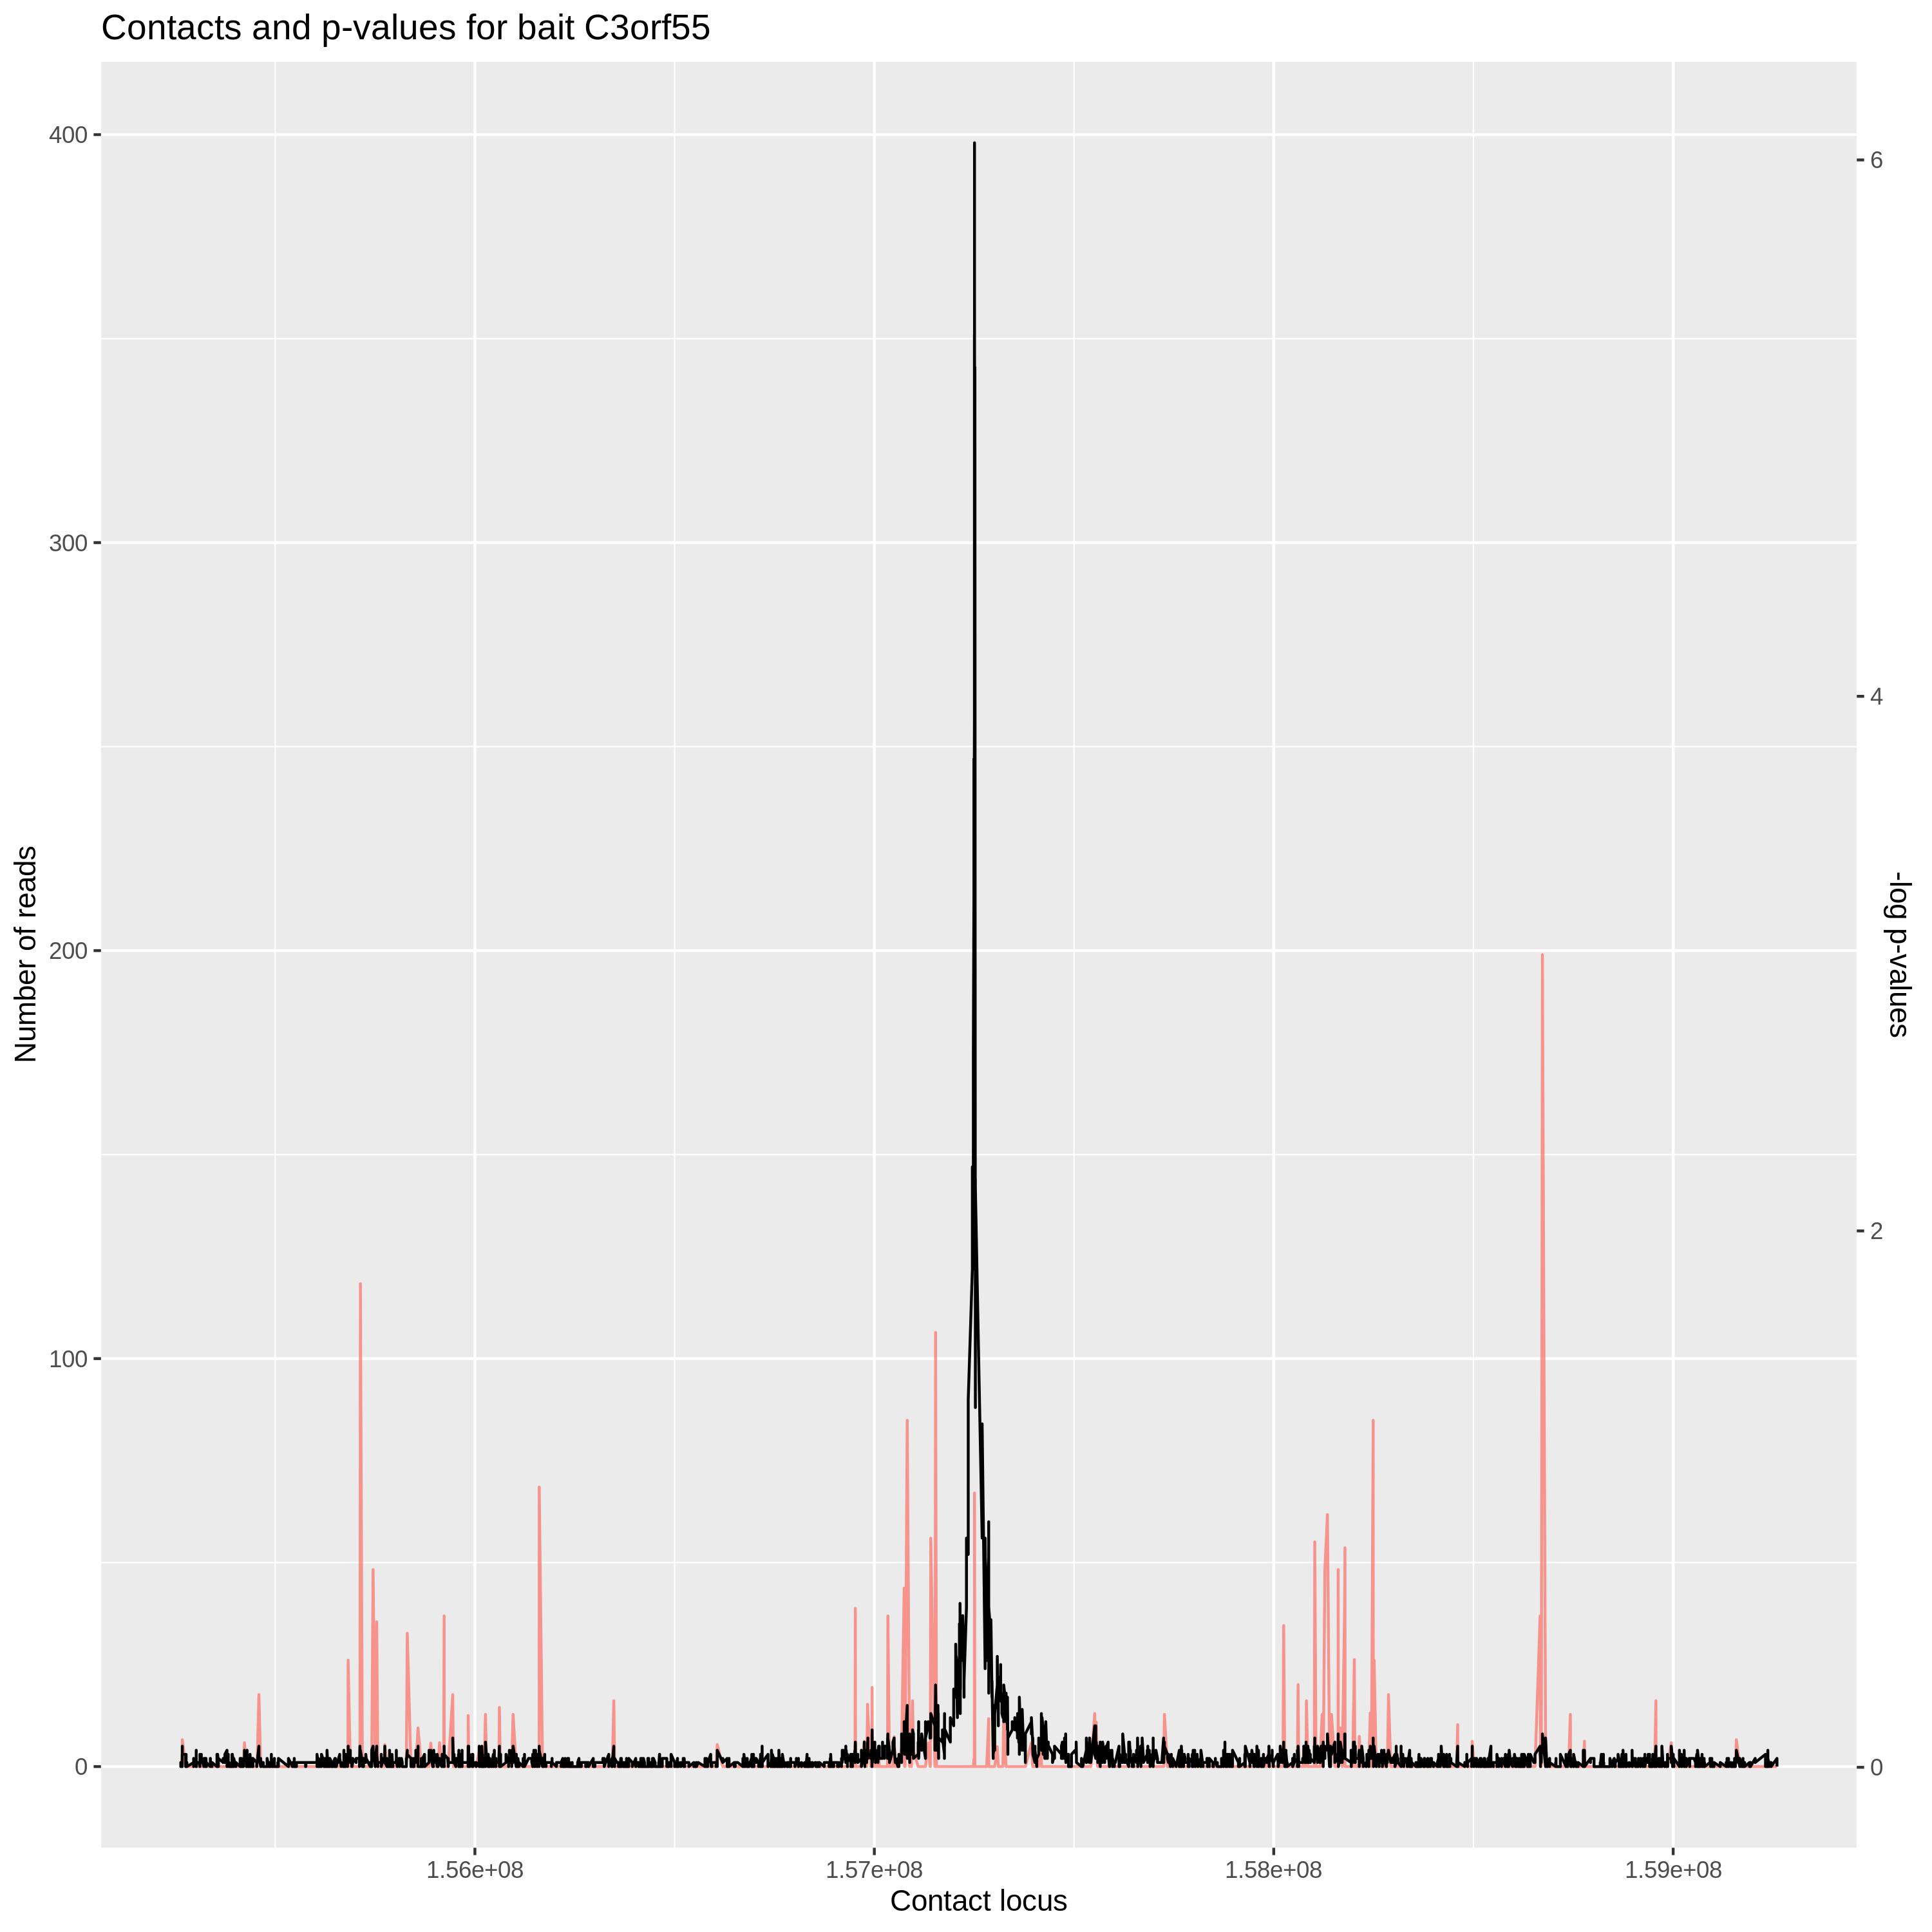 Contacts and p-values for bait C3orf55
Number of reads
400
300
200
100
0
6
4
2
0
-log p-values
1.56e+08
1.57e+08
1.58e+08
1.59e+08
Contact locus